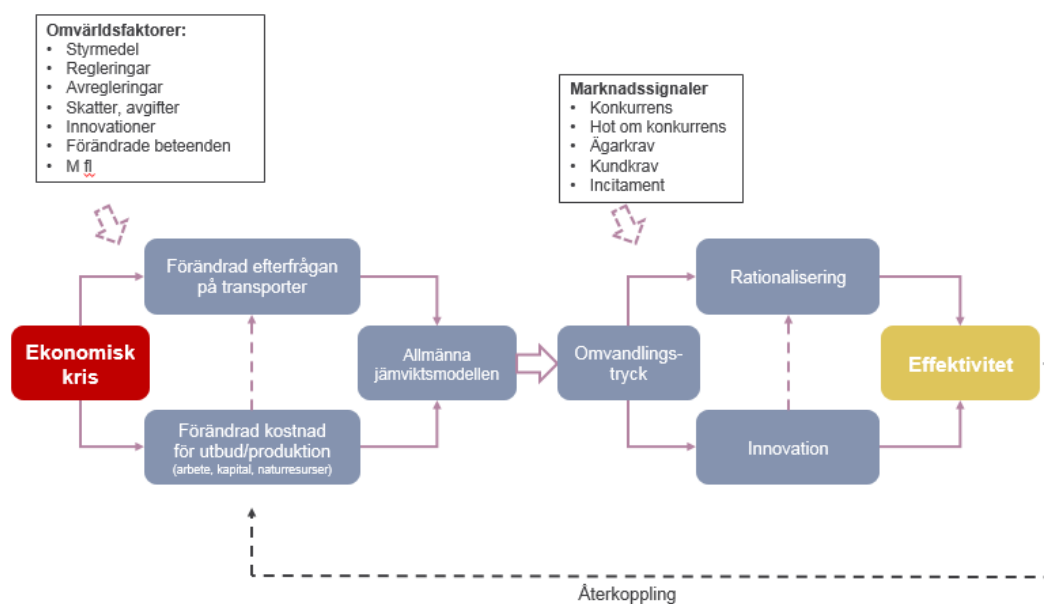 Omvärldsfaktorer:
• Styrmedel
• Regleringar
• Avregleringar
• Skatter, avgifter
• Innovationer
• Förändrade beteenden
• M fl
Marknadssignaler
• Konkurrens
• Hot om konkurrens
• Ägarkrav
• Kundkrav
• Incitament
Förändrad efterfrågan
på transporter
Rationalisering
Ekonomisk
kris
Allmänna
jämviktsmodellen
Omvandlings-
tryck
Effektivitet
Förändrad kostnad
för utbud/produktion
(arbete, kapital, naturresurser)
Innovation
Återkoppling